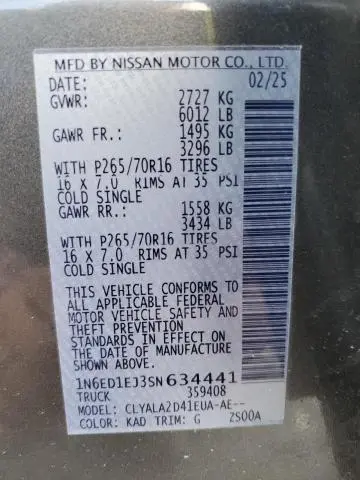 MFD BY NISSAN MOTOR CO., LTD.
DATE: 02/25
GVWR: 2727 KG
6012 LB
GAWR FR.: 1495 KG
3296 LB
WITH P265/70R16 TIRES
16 X 7.0 RIMS AT 35 PSI
COLD SINGLE
GAWR RR.: 1558 KG
3434 LB
WITH P265/70R16 TIRES
16 X 7.0 RIMS AT 35 PSI
COLD SINGLE
THIS VEHICLE CONFORMS TO
ALL APPLICABLE FEDERAL
MOTOR VEHICLE SAFETY AND
THEFT PREVENTION
STANDARDS IN EFFECT ON
THE DATE OF MANUFACTURE
SHOWN ABOVE.
1N6ED1EJ3SN634441
TRUCK 359408
MODEL: CLYALA2D41EUA-AE--
COLOR: KAD TRIM: G ZS00A